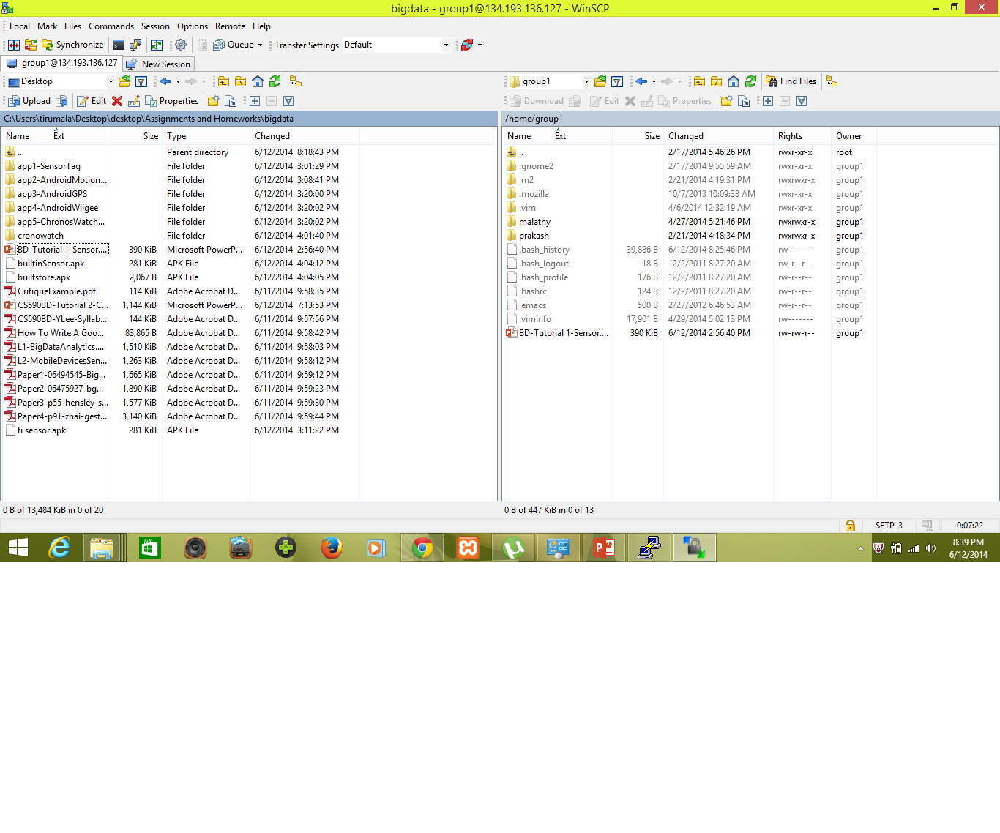 bigdata - group1@134.193.136.127 - WinSCP
Local Mark Files Commands Session Options Remote Help
Synchronize Queue Transfer Settings Default
group1@134.193.136.127 New Session
Desktop group1 Find Files
Upload Edit Properties Download Edit Properties
C:\Users\tirumala\Desktop\desktop\Assignments and Homeworks\bigdata
Name Ext Size Type Changed
.. Parent directory 6/12/2014 8:18:43 PM
app1-SensorTag File folder 6/12/2014 3:01:29 PM
app2-AndroidMotion... File folder 6/12/2014 3:08:41 PM
app3-AndroidGPS File folder 6/12/2014 3:20:00 PM
app4-AndroidWiigee File folder 6/12/2014 3:20:02 PM
app5-ChronosWatch... File folder 6/12/2014 3:20:02 PM
cronowatch File folder 6/12/2014 4:01:40 PM
BD-Tutorial 1-Sensor.... 390 KiB Microsoft PowerP... 6/12/2014 2:56:40 PM
builtinSensor.apk 281 KiB APK File 6/12/2014 4:04:12 PM
builtstore.apk 2,067 B APK File 6/12/2014 4:04:05 PM
CritiqueExample.pdf 114 KiB Adobe Acrobat D... 6/11/2014 9:58:35 PM
CS590BD-Tutorial 2-C... 1,144 KiB Microsoft PowerP... 6/12/2014 7:13:53 PM
CS590BD-YLee-Syllab... 144 KiB Adobe Acrobat D... 6/11/2014 9:57:56 PM
How To Write A Goo... 83,865 B Adobe Acrobat D... 6/11/2014 9:58:42 PM
L1-BigDataAnalytics.... 1,510 KiB Adobe Acrobat D... 6/11/2014 9:58:03 PM
L2-MobileDevicesSen... 1,263 KiB Adobe Acrobat D... 6/11/2014 9:58:12 PM
Paper1-06494545-Big... 1,665 KiB Adobe Acrobat D... 6/11/2014 9:59:12 PM
Paper2-06475927-bg... 1,890 KiB Adobe Acrobat D... 6/11/2014 9:59:23 PM
Paper3-p55-hensley-s... 1,577 KiB Adobe Acrobat D... 6/11/2014 9:59:30 PM
Paper4-p91-zhai-gest... 3,140 KiB Adobe Acrobat D... 6/11/2014 9:59:44 PM
ti sensor.apk 281 KiB APK File 6/12/2014 3:11:22 PM
0 B of 13,484 KiB in 0 of 20
/home/group1
Name Ext Size Changed Rights Owner
.. 2/17/2014 5:46:26 PM rwxr-xr-x root
.gnome2 2/17/2014 9:55:59 AM rwxr-xr-x group1
.m2 2/21/2014 4:19:31 PM rwxrwxr-x group1
.mozilla 10/7/2013 10:09:38 AM rwxr-xr-x group1
.vim 4/6/2014 12:32:19 AM rwxr-xr-x group1
malathy 4/27/2014 5:21:46 PM rwxrwxr-x group1
prakash 2/21/2014 4:18:34 PM rwxrwxr-x group1
.bash_history 39,886 B 6/12/2014 8:25:46 PM rw------- group1
.bash_logout 18 B 12/2/2011 8:27:20 AM rw-r--r-- group1
.bash_profile 176 B 12/2/2011 8:27:20 AM rw-r--r-- group1
.bashrc 124 B 12/2/2011 8:27:20 AM rw-r--r-- group1
.emacs 500 B 2/27/2012 6:46:53 AM rw-r--r-- group1
.viminfo 17,901 B 4/29/2014 5:02:13 PM rw------- group1
BD-Tutorial 1-Sensor.... 390 KiB 6/12/2014 2:56:40 PM rw-rw-r-- group1
0 B of 447 KiB in 0 of 13
SFTP-3 0:07:22
DOC
8:39 PM
6/12/2014